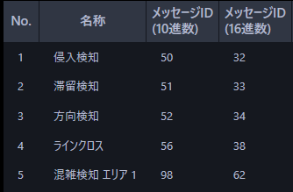 No. 名称 メッセージID (10進数) メッセージID (16進数)
1 侵入検知 50 32
2 滞留検知 51 33
3 方向検知 52 34
4 ラインクロス 56 38
5 混雑検知 エリア 1 98 62